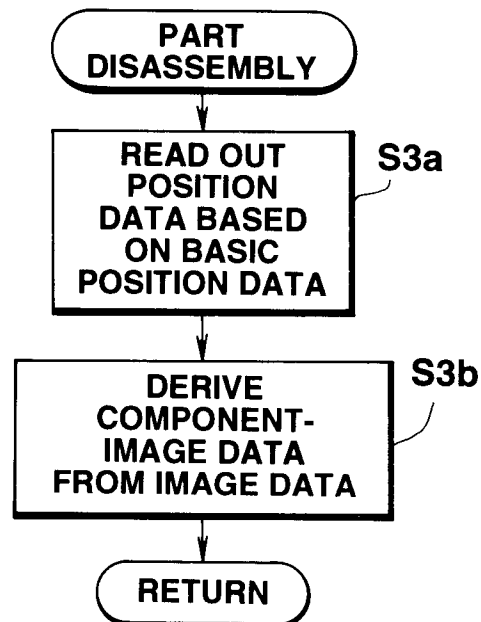 PART
DISASSEMBLY
READ OUT
POSITION
DATA BASED
ON BASIC
POSITION DATA
S3a
DERIVE
COMPONENT-
IMAGE DATA
FROM IMAGE DATA
S3b
RETURN